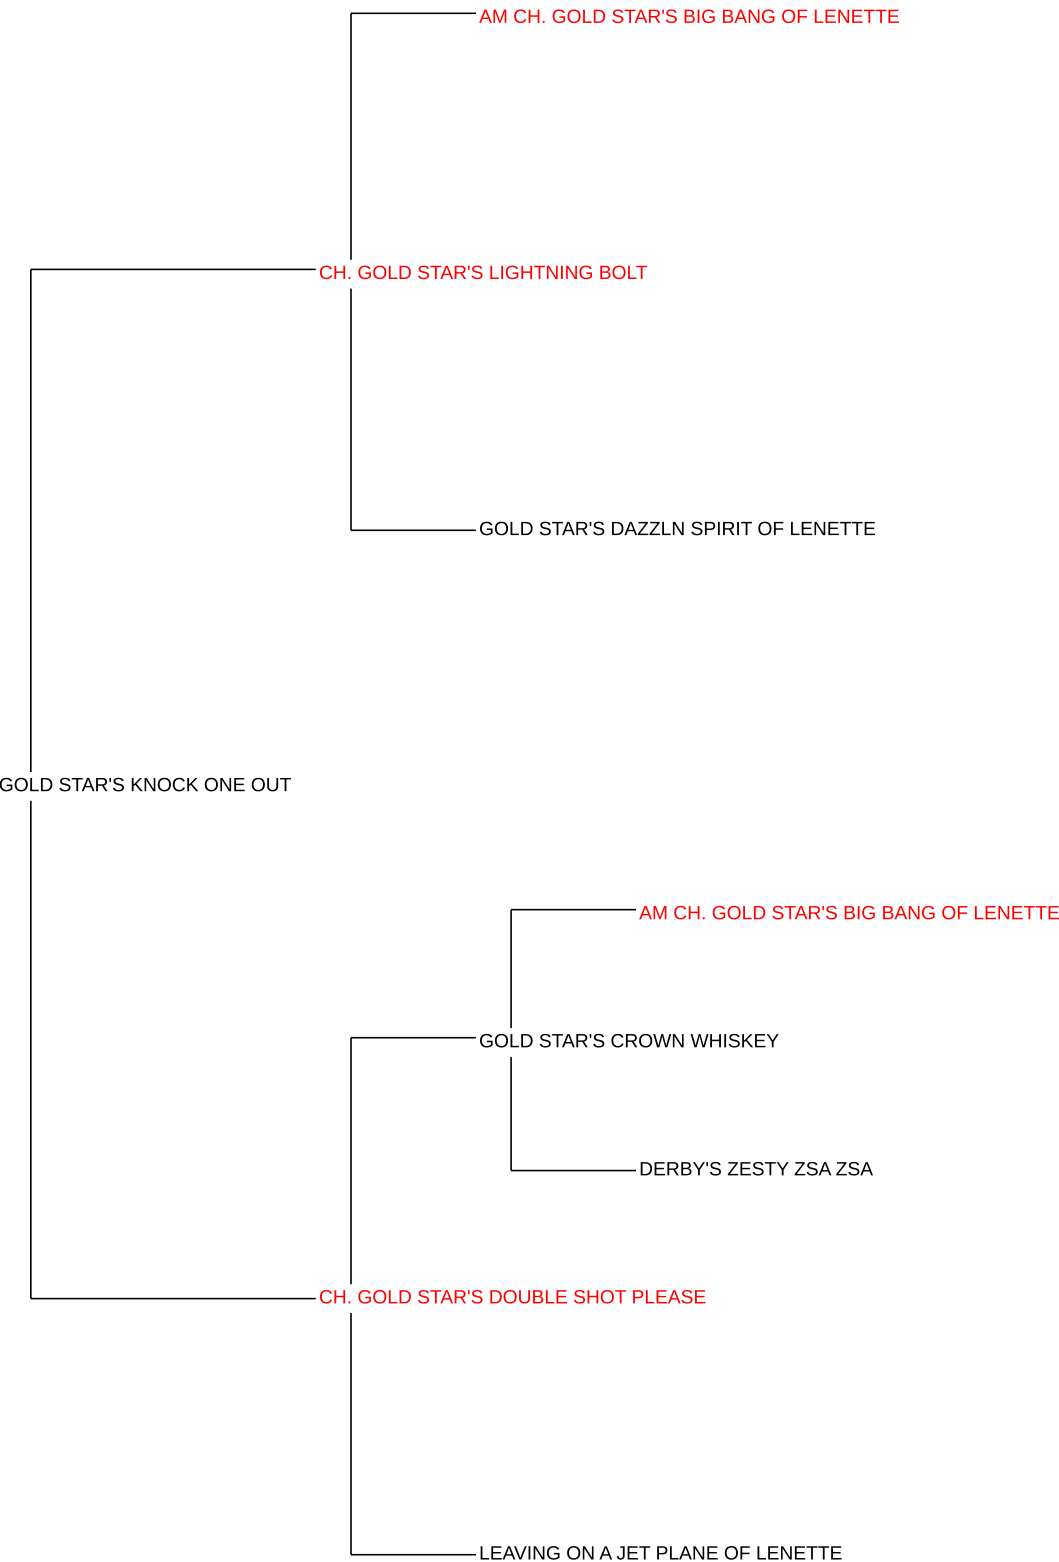 AM CH. GOLD STAR'S BIG BANG OF LENETTE
CH. GOLD STAR'S LIGHTNING BOLT
GOLD STAR'S DAZZLN SPIRIT OF LENETTE
GOLD STAR'S KNOCK ONE OUT
AM CH. GOLD STAR'S BIG BANG OF LENETTE
GOLD STAR'S CROWN WHISKEY
DERBY'S ZESTY ZSA ZSA
CH. GOLD STAR'S DOUBLE SHOT PLEASE
LEAVING ON A JET PLANE OF LENETTE